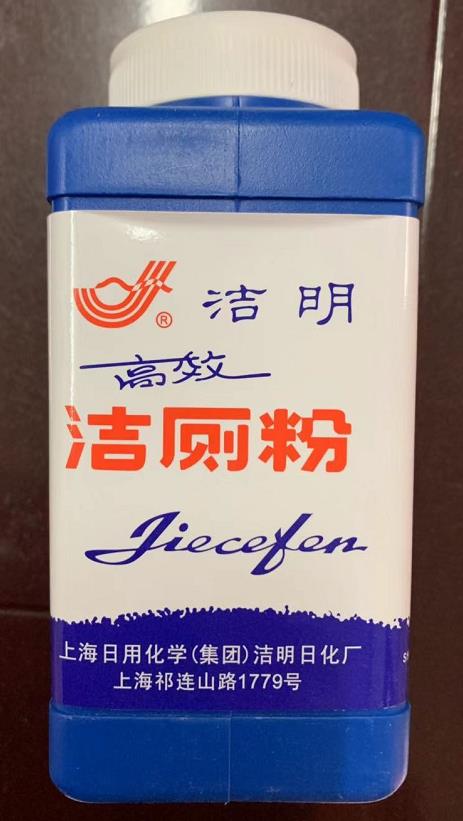 ® 洁 明
高效
洁厕粉
Jiecefen
上海日用化学(集团)洁明日化厂
上海祁连山路1779号